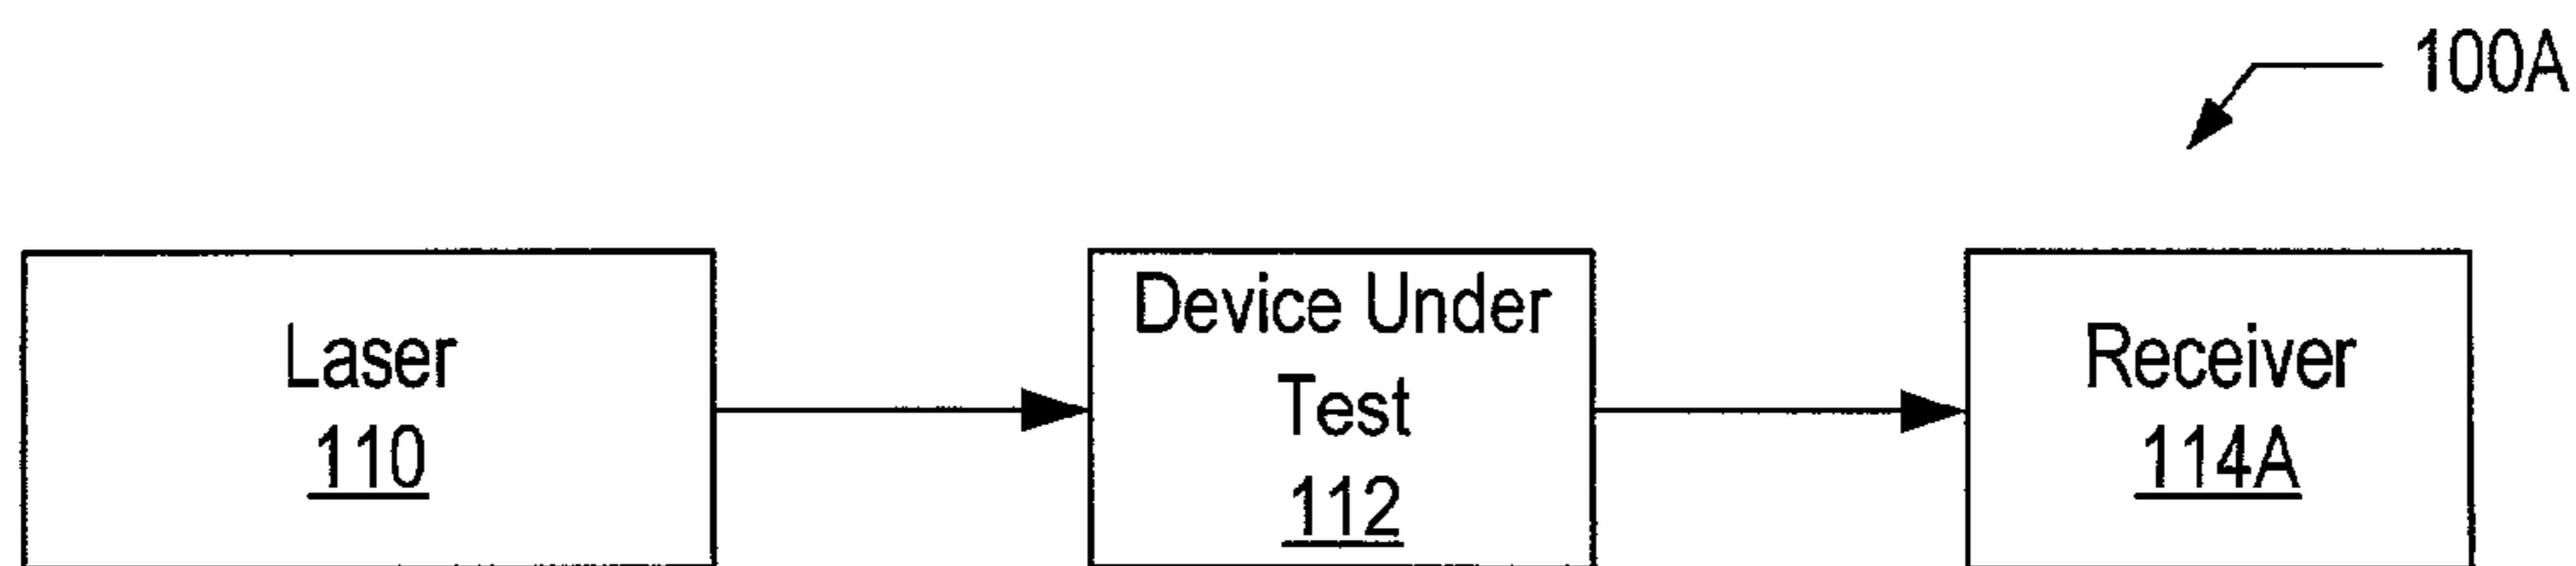 100A
Laser
110
Device Under
Test
112
Receiver
114A